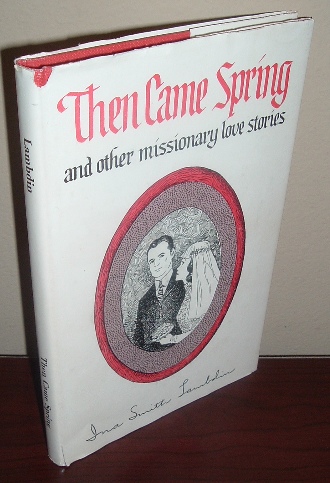 Then Came Spring
and other missionary love stories
Ina Smith Lambdin
Lambdin
Then Came Spring